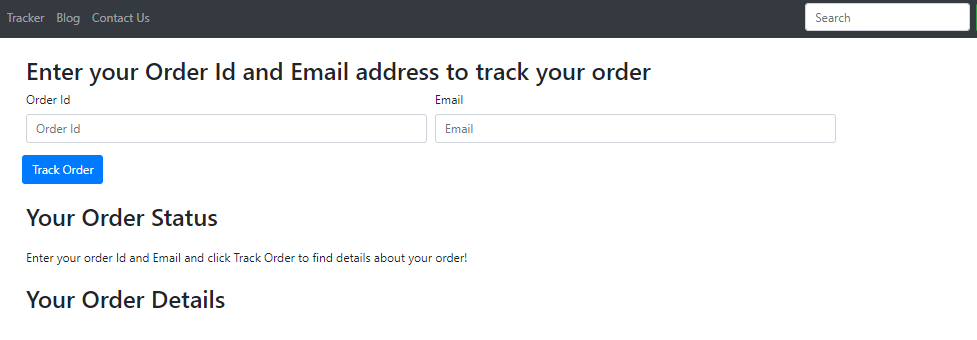 Tracker Blog Contact Us Search
Enter your Order Id and Email address to track your order
Order Id Email
Order Id Email
Track Order
Your Order Status
Enter your order Id and Email and click Track Order to find details about your order!
Your Order Details